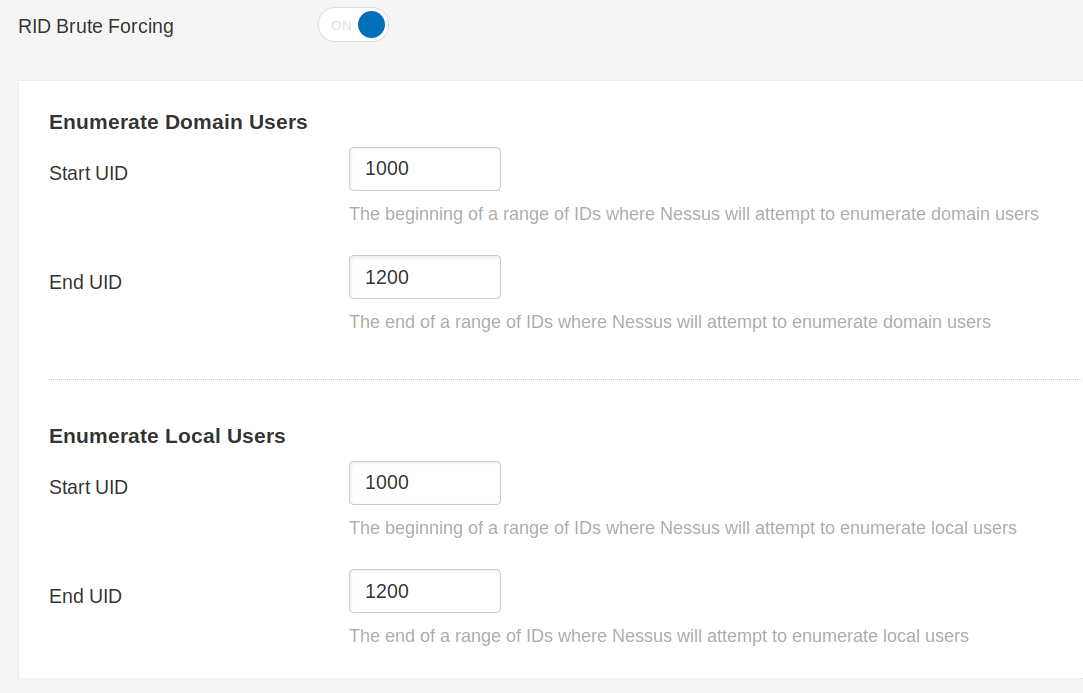 RID Brute Forcing
ON
Enumerate Domain Users
Start UID
1000
The beginning of a range of IDs where Nessus will attempt to enumerate domain users
End UID
1200
The end of a range of IDs where Nessus will attempt to enumerate domain users
Enumerate Local Users
Start UID
1000
The beginning of a range of IDs where Nessus will attempt to enumerate local users
End UID
1200
The end of a range of IDs where Nessus will attempt to enumerate local users